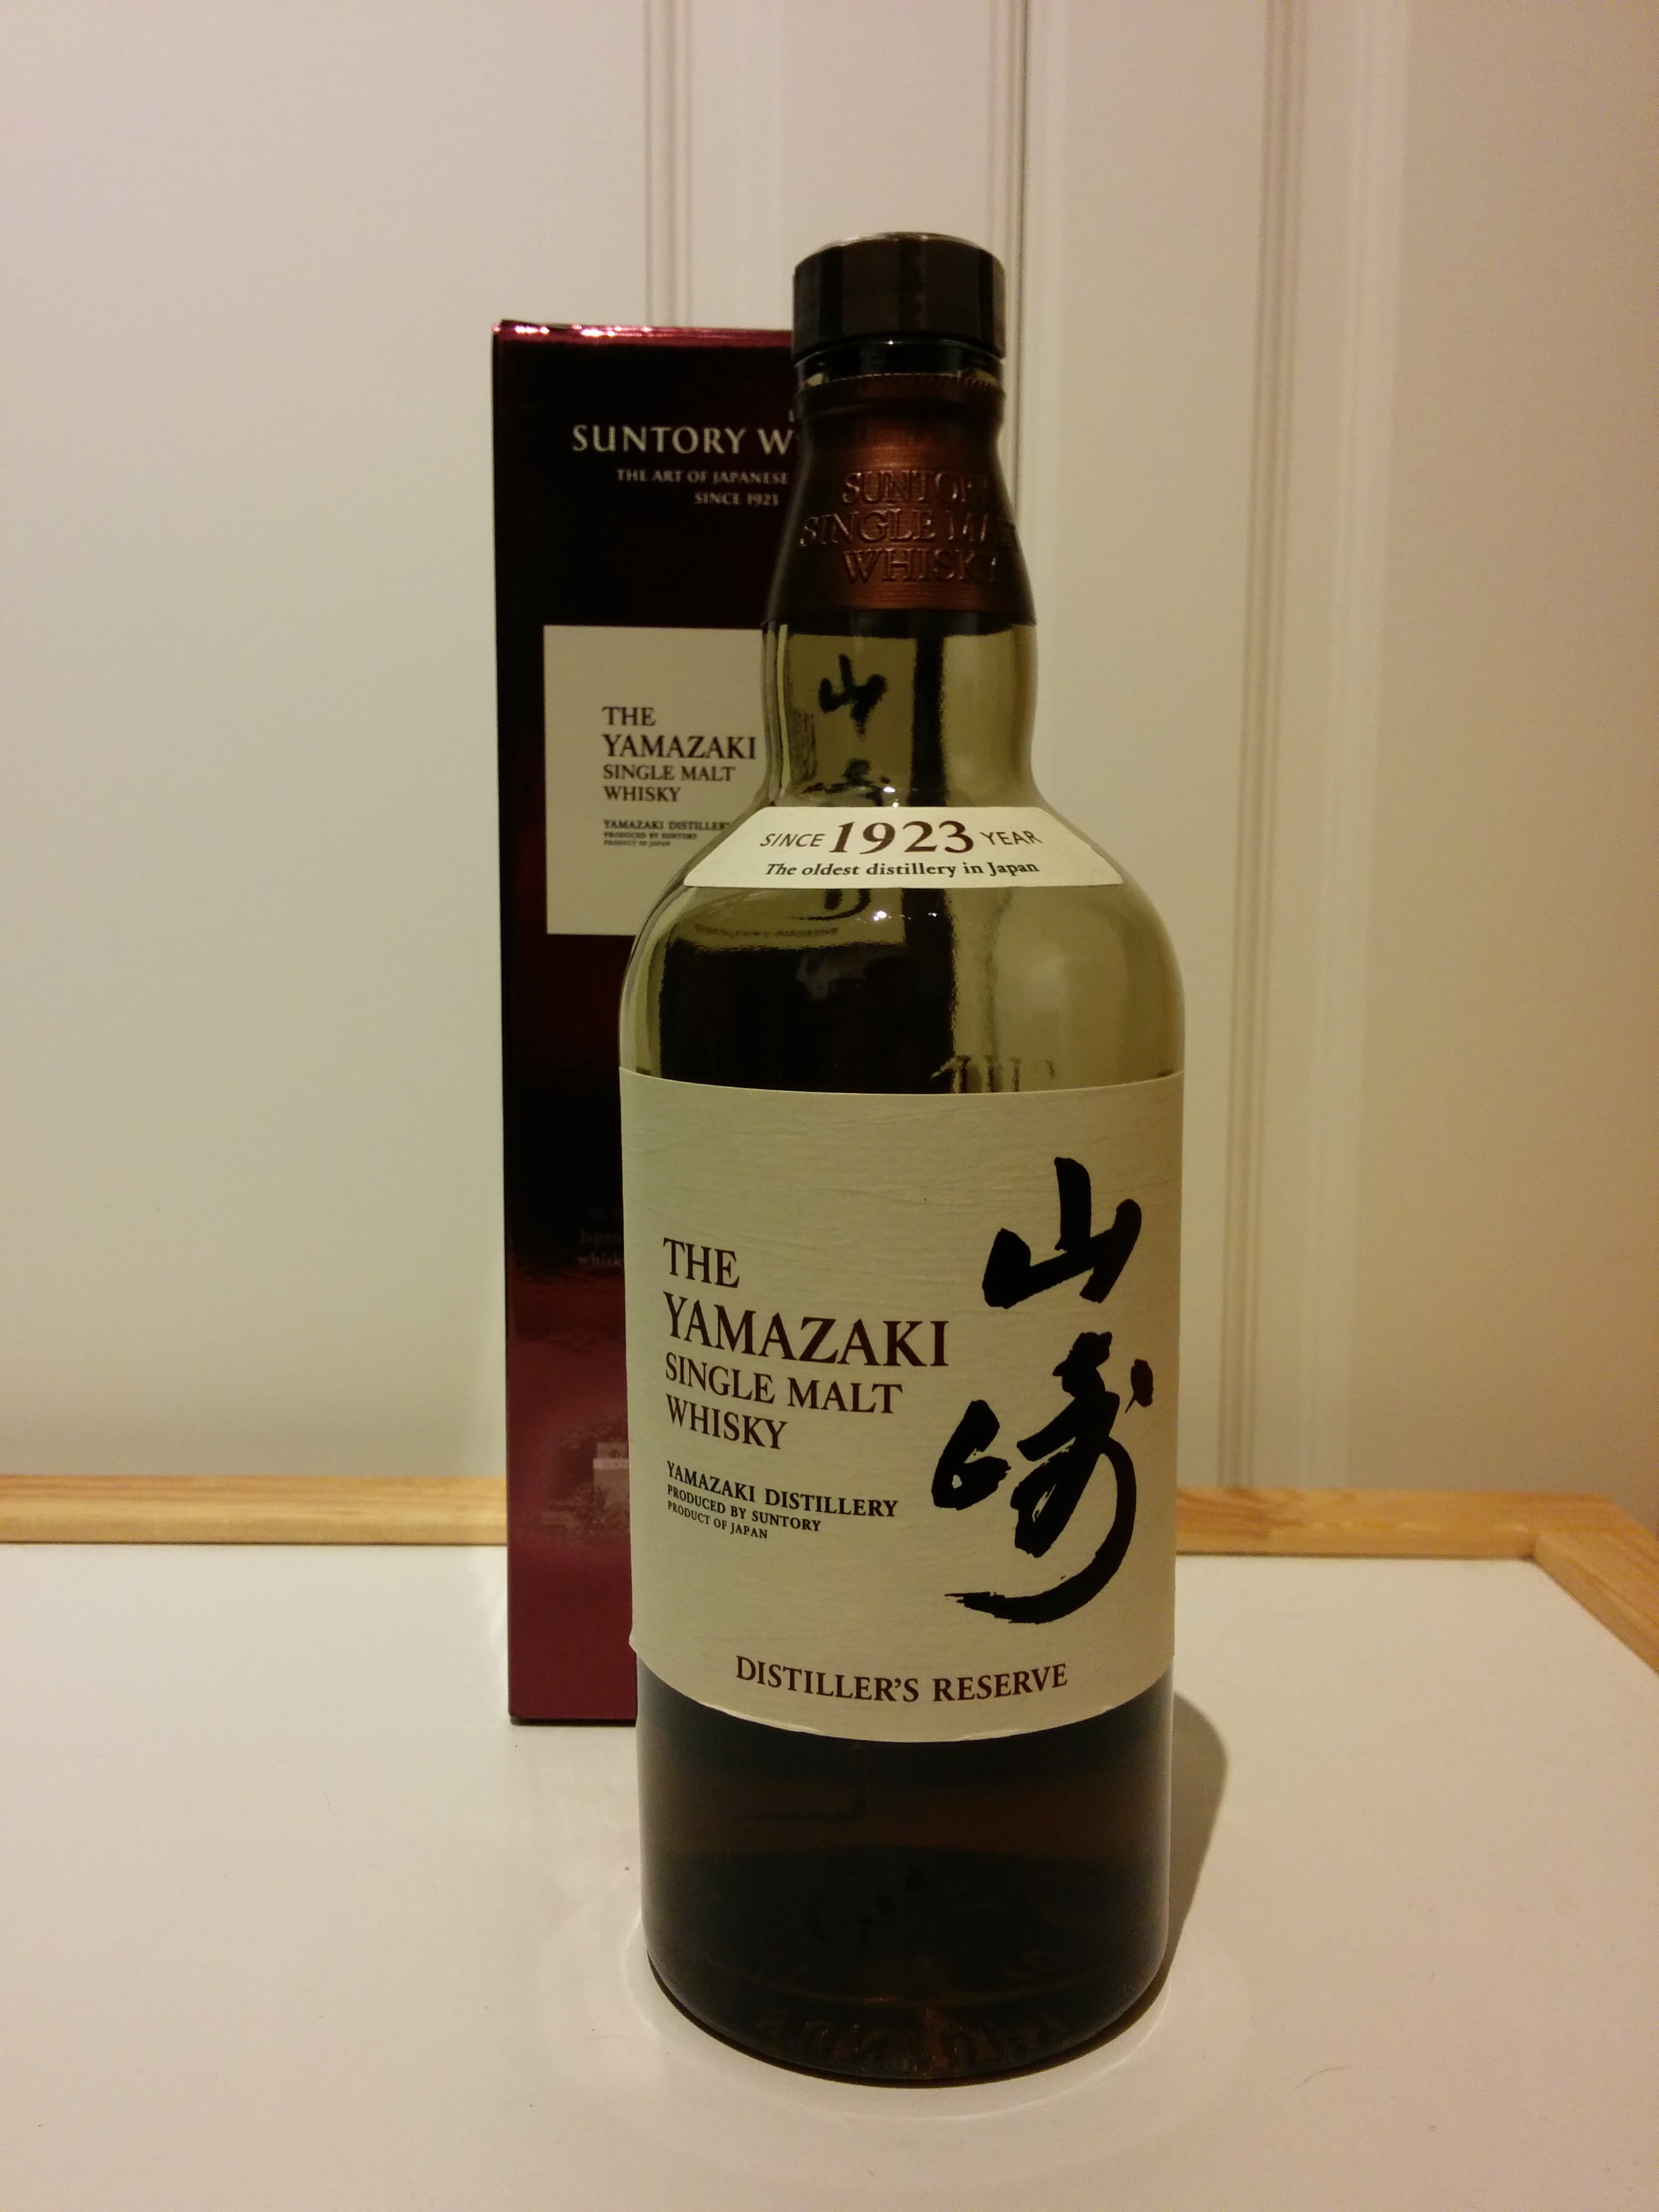 SUNTORY
THE ART OF JAPANESE
SINCE 1923
THE
YAMAZAKI
SINGLE MALT
WHISKY
YAMAZAKI DISTILLERY
PRODUCED BY SUNTORY
PRODUCT OF JAPAN
SUNTORY
SINGLE MALT
WHISKY
山
SINCE 1923 YEAR
The oldest distillery in Japan
山崎
THE
YAMAZAKI
SINGLE MALT
WHISKY
YAMAZAKI DISTILLERY
PRODUCED BY SUNTORY
PRODUCT OF JAPAN
DISTILLER'S RESERVE